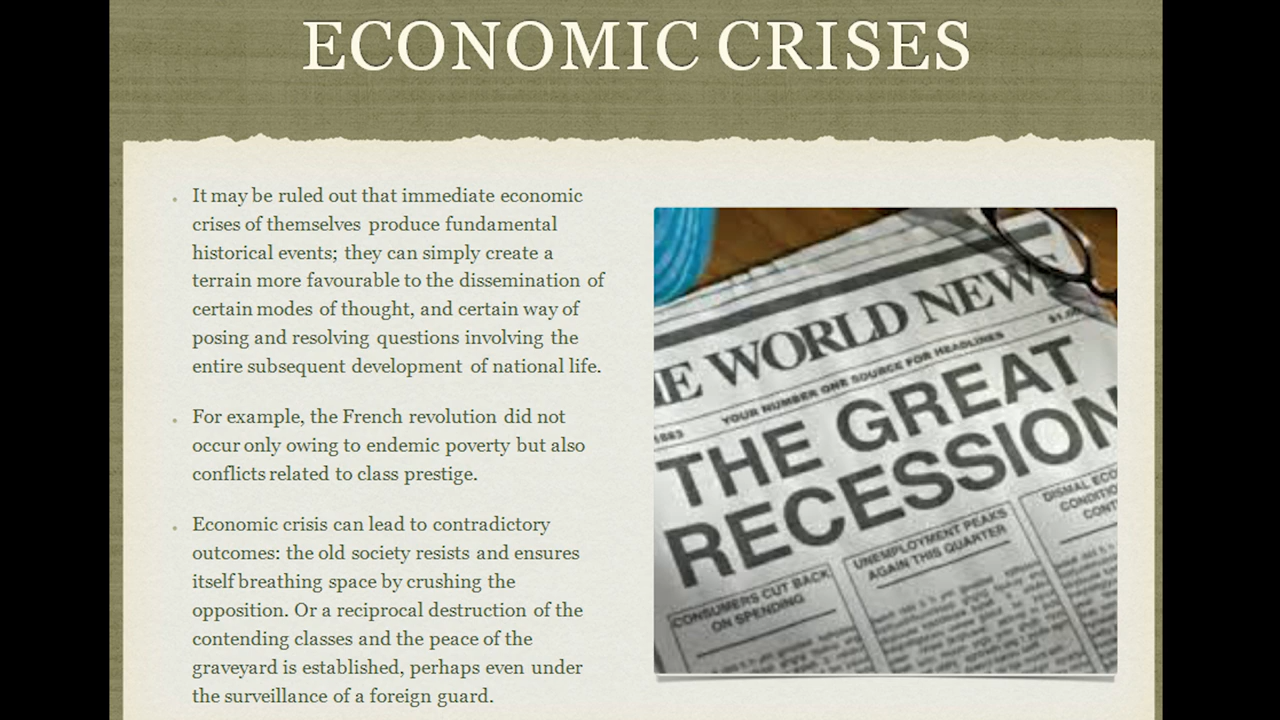 ECONOMIC CRISES
It may be ruled out that immediate economic
crises of themselves produce fundamental
historical events; they can simply create a
terrain more favourable to the dissemination of
certain modes of thought, and certain way of
posing and resolving questions involving the
entire subsequent development of national life.
For example, the French revolution did not
occur only owing to endemic poverty but also
conflicts related to class prestige.
Economic crisis can lead to contradictory
outcomes: the old society resists and ensures
itself breathing space by crushing the
opposition. Or a reciprocal destruction of the
contending classes and the peace of the
graveyard is established, perhaps even under
the surveillance of a foreign guard.
WORLD NEWS
YOUR NUMBER ONE SOURCE FOR HEADLINES
THE GREAT
RECESSION
CONSUMERS CUT BACK
ON SPENDING
UNEMPLOYMENT PEAKS
AGAIN THIS QUARTER
DISMAL